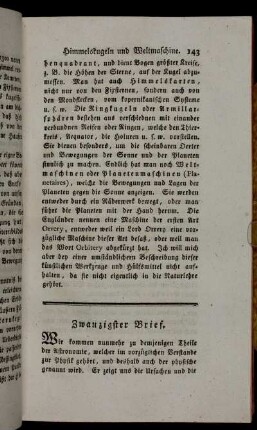 Himmelskugeln und Weltmaschine. 143
henquadrant, und dient Bogen größter Kreise,
z. B. die Höhen der Sterne, auf der Kugel abzu-
messen. Man hat auch Himmelskarten,
nicht nur von den Fixsternen, sondern auch von
den Mondflecken, vom kopernikanischen Systeme
u. s. w. Die Ringkugeln oder Armillar-
sphären bestehen aus verschiedenen mit einander
verbundnen Reifen oder Ringen, welche den Thier-
kreis, Aequator, die Coluren u. s. w. vorstellen.
Sie dienen besonders, um die scheinbaren Oerter
und Bewegungen der Sterne und der Planeten
sinnlich zu machen. Endlich hat man noch Welt-
maschinen oder Planetenmaschinen (Pla-
netaires), welche die Bewegungen und Lagen der
Planeten gegen die Sonne anzeigen. Sie werden
entweder durch ein Räderwerk bewegt, oder man
führt die Planeten mit der Hand herum. Die
Engländer nennen eine Maschine der ersten Art
Orrery, entweder weil ein Lord Orrery eine vor-
zügliche Maschine dieser Art besaß, oder weil man
das Wort Orbitery abgekürzt hat. Ich will mich
aber bey einer umständlichern Beschreibung dieser
künstlichen Werkzeuge und Hülfsmittel nicht auf-
halten, da sie nicht eigentlich in die Naturlehre
gehört.
Zwanzigster Brief.
Wir kommen nunmehr zu demjenigen Theile
der Astronomie, welcher im vorzüglichen Verstande
zur Physik gehört, und deshalb auch der physische
genannt wird. Er zeigt uns die Ursachen und die